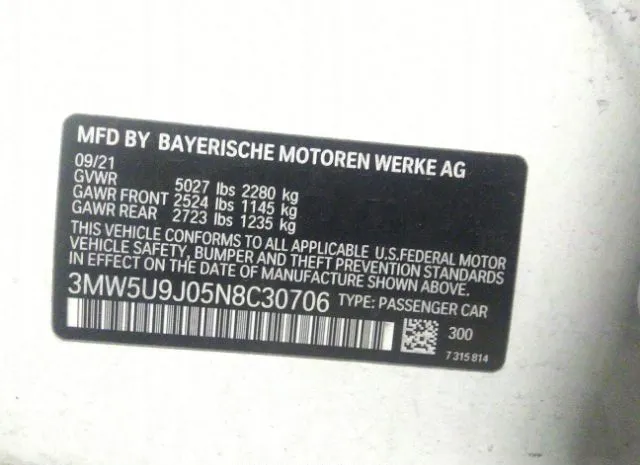 MFD BY BAYERISCHE MOTOREN WERKE AG
09/21
GVWR 5027 lbs 2280 kg
GAWR FRONT 2524 lbs 1145 kg
GAWR REAR 2723 lbs 1235 kg
THIS VEHICLE CONFORMS TO ALL APPLICABLE U.S.FEDERAL MOTOR
VEHICLE SAFETY, BUMPER AND THEFT PREVENTION STANDARDS
IN EFFECT ON THE DATE OF MANUFACTURE SHOWN ABOVE.
3MW5U9J05N8C30706 TYPE: PASSENGER CAR
300
7 315 814